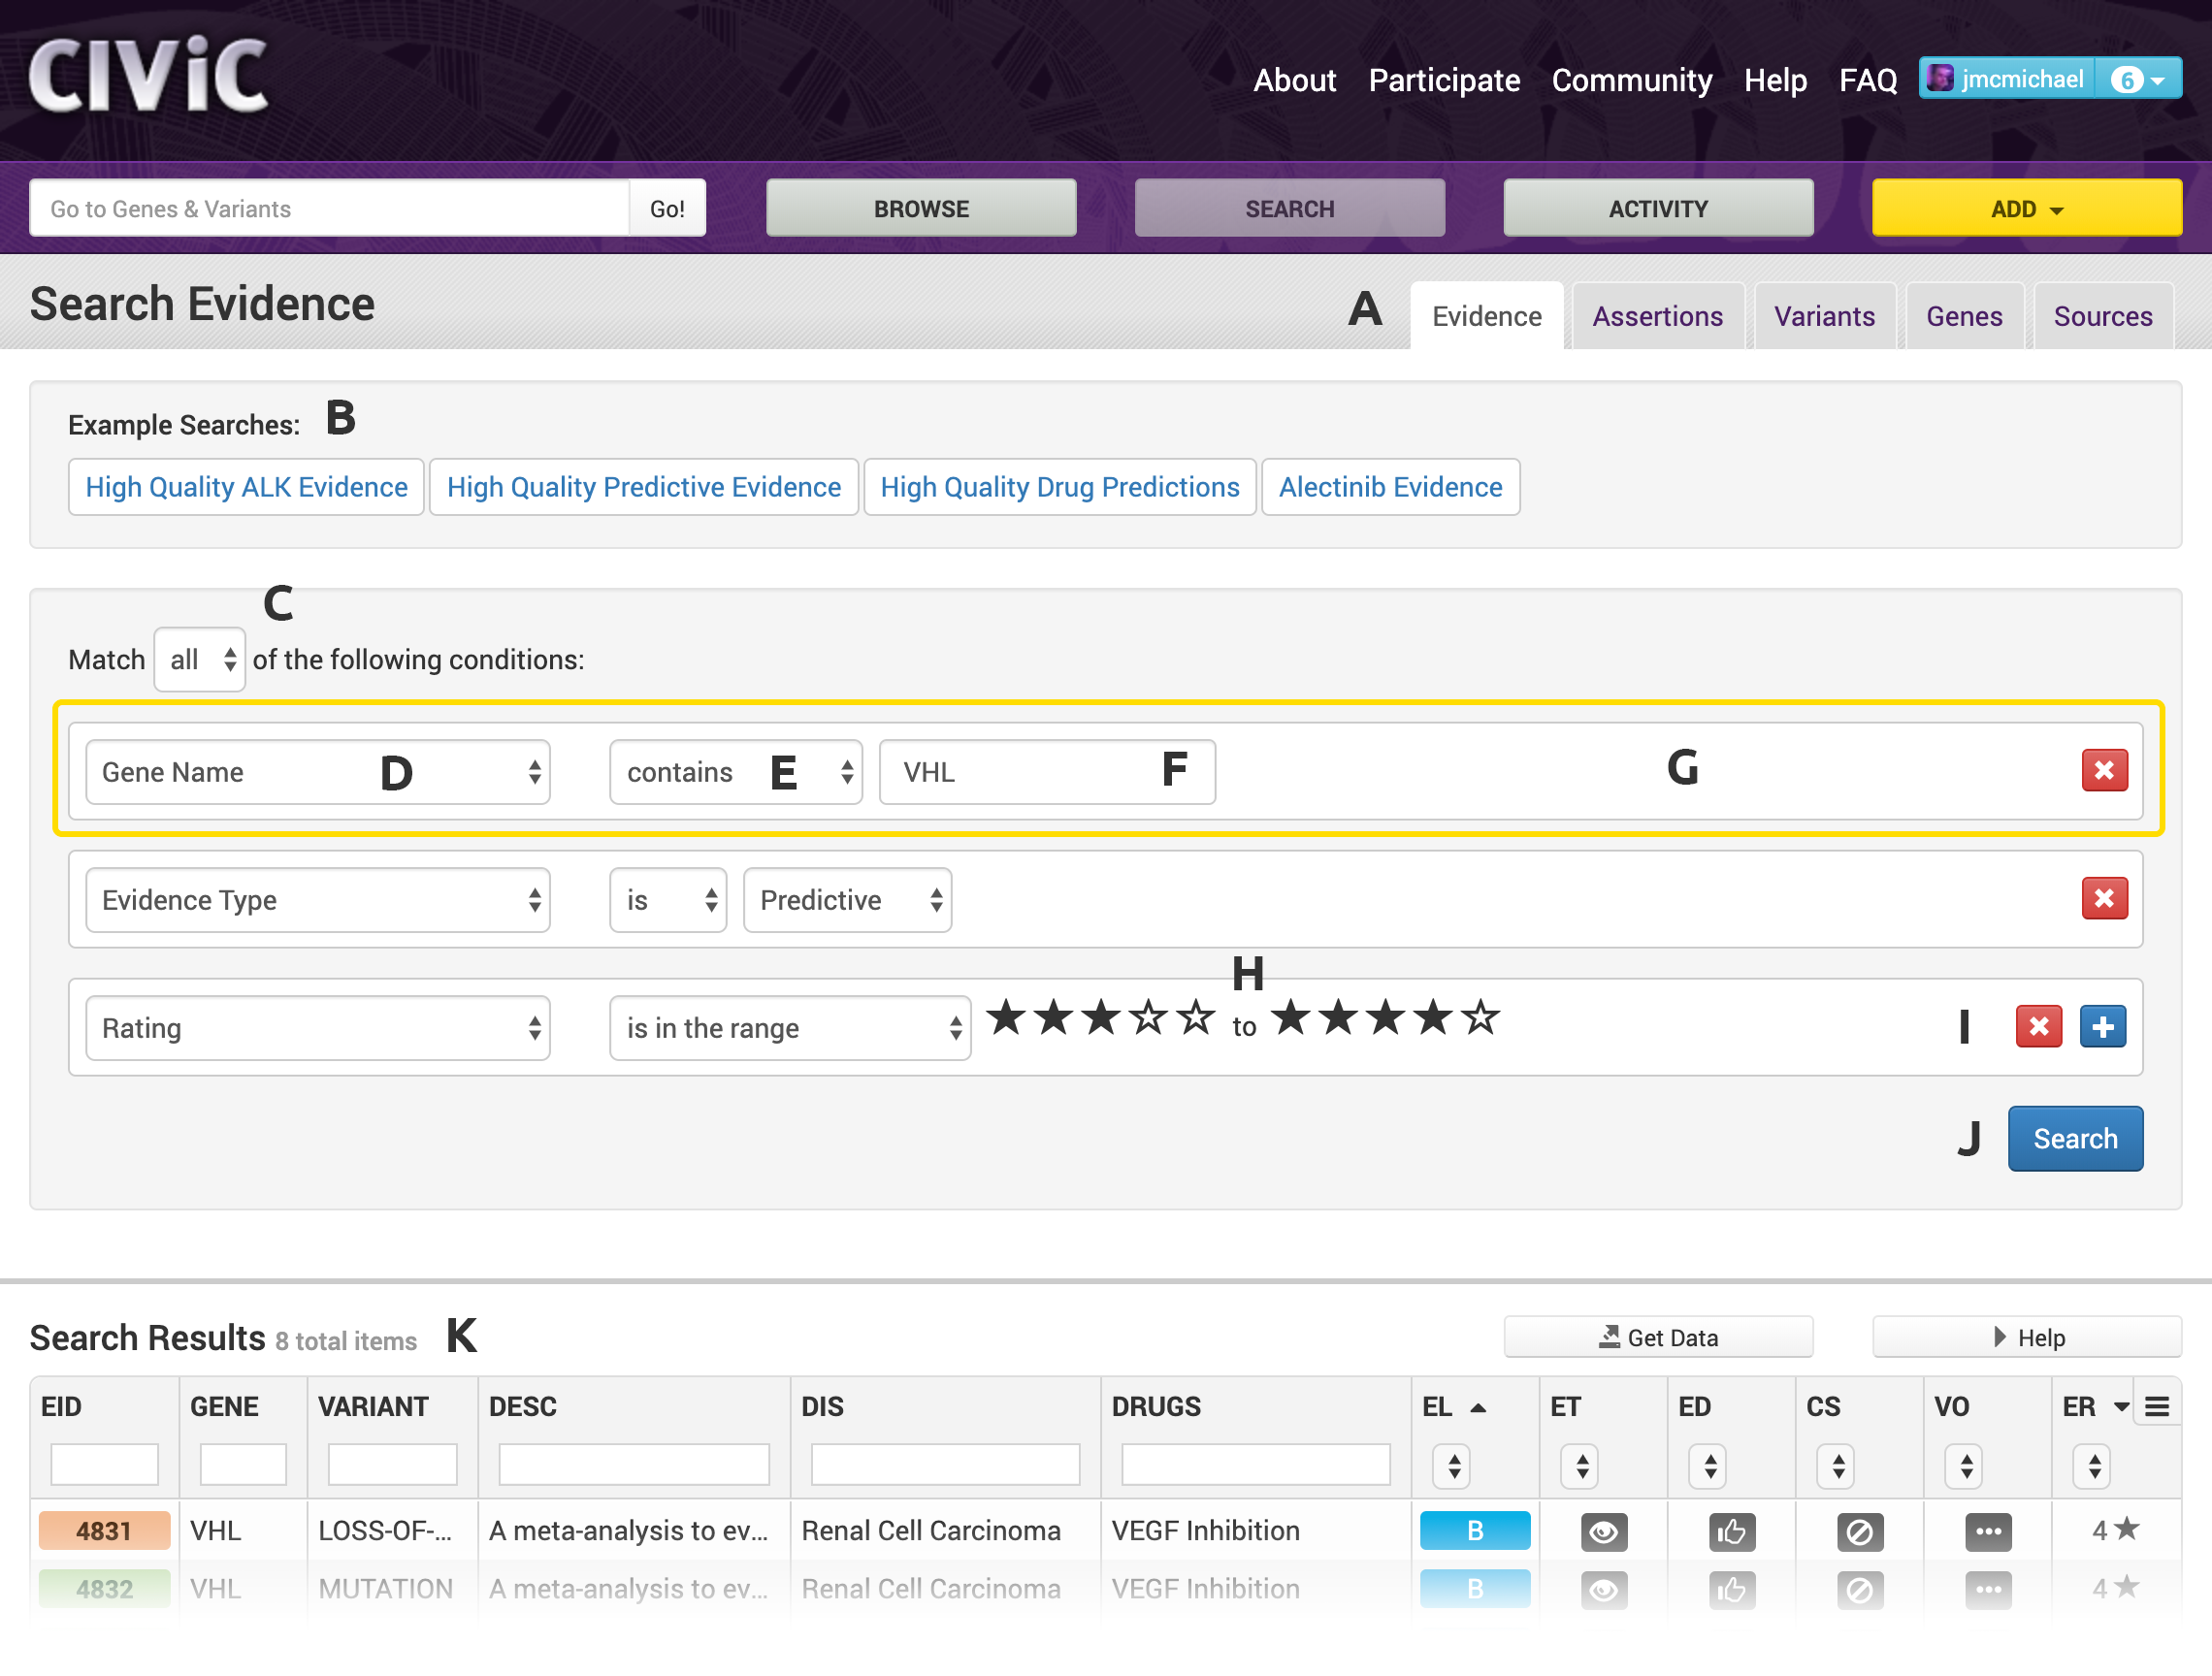 CIViC
About Participate Community Help FAQ jmcmichael 6
Go to Genes & Variants Go! BROWSE SEARCH ACTIVITY ADD
Search Evidence A Evidence Assertions Variants Genes Sources
Example Searches: B
High Quality ALK Evidence High Quality Predictive Evidence High Quality Drug Predictions Alectinib Evidence
C
Match all of the following conditions:
Gene Name D contains E VHL F G
Evidence Type is Predictive
H
Rating is in the range to I
J Search
Search Results 8 total items K Get Data Help
EID GENE VARIANT DESC DIS DRUGS EL ET ED CS VO ER
4831 VHL LOSS-OF-... A meta-analysis to ev... Renal Cell Carcinoma VEGF Inhibition B 4
4832 VHL MUTATION A meta-analysis to ev... Renal Cell Carcinoma VEGF Inhibition B 4